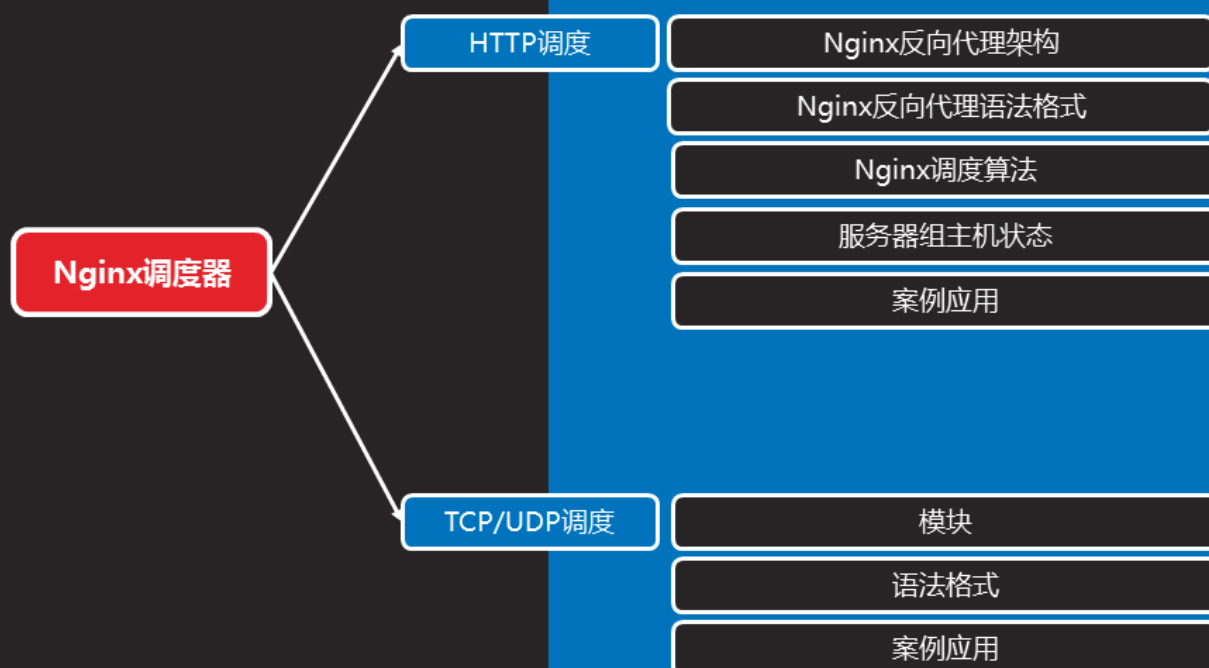 HTTP调度
Nginx反向代理架构
Nginx反向代理语法格式
Nginx调度算法
服务器组主机状态
案例应用
Nginx调度器
TCP/UDP调度
模块
语法格式
案例应用